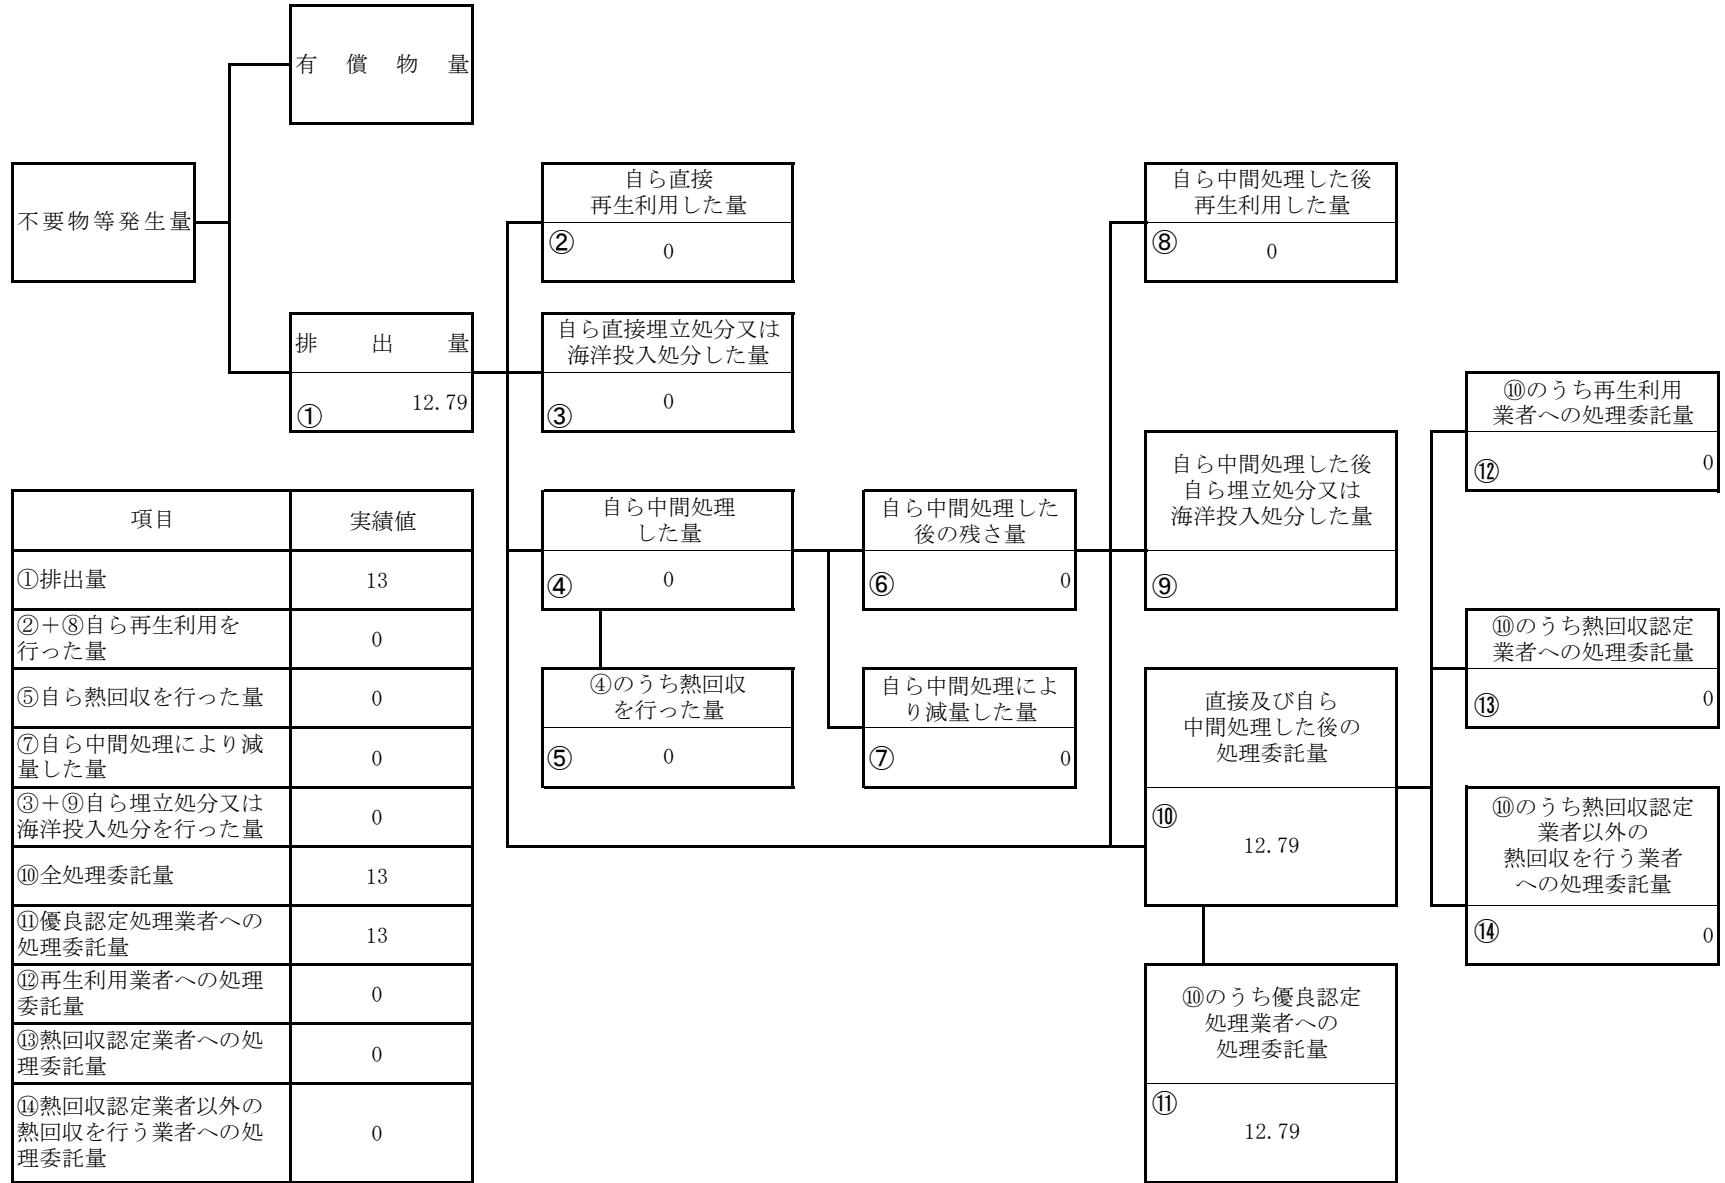 有償物量
不要物等発生量
排出量
① 12.79
自ら直接
再生利用した量
② 0
自ら直接埋立処分又は
海洋投入処分した量
③ 0
自ら中間処理
した量
④ 0
④のうち熱回収
を行った量
⑤ 0
自ら中間処理した
後の残さ量
⑥ 0
自ら中間処理によ
り減量した量
⑦ 0
自ら中間処理した後
再生利用した量
⑧ 0
自ら中間処理した後
自ら埋立処分又は
海洋投入処分した量
⑨
直接及び自ら
中間処理した後の
処理委託量
⑩
12.79
⑩のうち優良認定
処理業者への
処理委託量
⑪
12.79
⑩のうち再生利用
業者への処理委託量
⑫ 0
⑩のうち熱回収認定
業者への処理委託量
⑬ 0
⑩のうち熱回収認定
業者以外の
熱回収を行う業者
への処理委託量
⑭ 0
項目 実績値
①排出量 13
②＋⑧自ら再生利用を
行った量 0
⑤自ら熱回収を行った量 0
⑦自ら中間処理により減
量した量 0
③＋⑨自ら埋立処分又は
海洋投入処分を行った量 0
⑩全処理委託量 13
⑪優良認定処理業者への
処理委託量 13
⑫再生利用業者への処理
委託量 0
⑬熱回収認定業者への処
理委託量 0
⑭熱回収認定業者以外の
熱回収を行う業者への処
理委託量 0